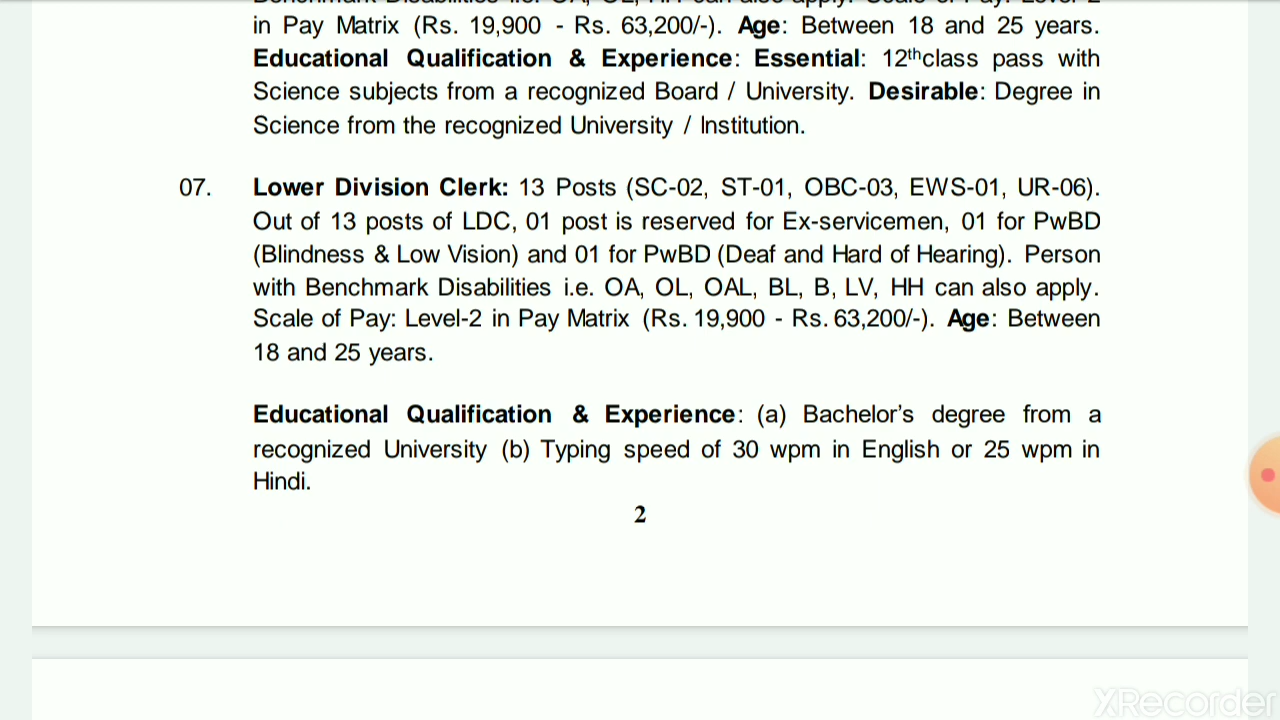 in Pay Matrix (Rs. 19,900 - Rs. 63,200/-). Age: Between 18 and 25 years.
Educational Qualification & Experience: Essential: 12thclass pass with
Science subjects from a recognized Board / University. Desirable: Degree in
Science from the recognized University / Institution.
07. Lower Division Clerk: 13 Posts (SC-02, ST-01, OBC-03, EWS-01, UR-06).
Out of 13 posts of LDC, 01 post is reserved for Ex-servicemen, 01 for PwBD
(Blindness & Low Vision) and 01 for PwBD (Deaf and Hard of Hearing). Person
with Benchmark Disabilities i.e. OA, OL, OAL, BL, B, LV, HH can also apply.
Scale of Pay: Level-2 in Pay Matrix (Rs. 19,900 - Rs. 63,200/-). Age: Between
18 and 25 years.
Educational Qualification & Experience: (a) Bachelor’s degree from a
recognized University (b) Typing speed of 30 wpm in English or 25 wpm in
Hindi.
2
XRecorder